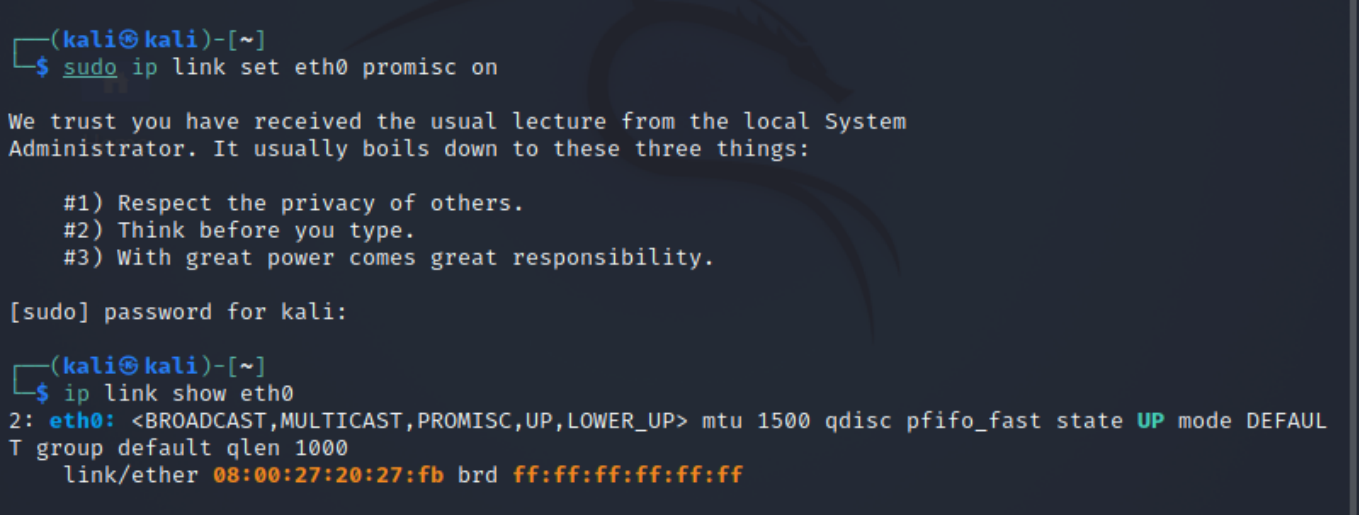 ┌──(kali㉿kali)-[~]
└─$ sudo ip link set eth0 promisc on
We trust you have received the usual lecture from the local System
Administrator. It usually boils down to these three things:
#1) Respect the privacy of others.
#2) Think before you type.
#3) With great power comes great responsibility.
[sudo] password for kali:
┌──(kali㉿kali)-[~]
└─$ ip link show eth0
2: eth0: <BROADCAST,MULTICAST,PROMISC,UP,LOWER_UP> mtu 1500 qdisc pfifo_fast state UP mode DEFAUL
T group default qlen 1000
link/ether 08:00:27:20:27:fb brd ff:ff:ff:ff:ff:ff